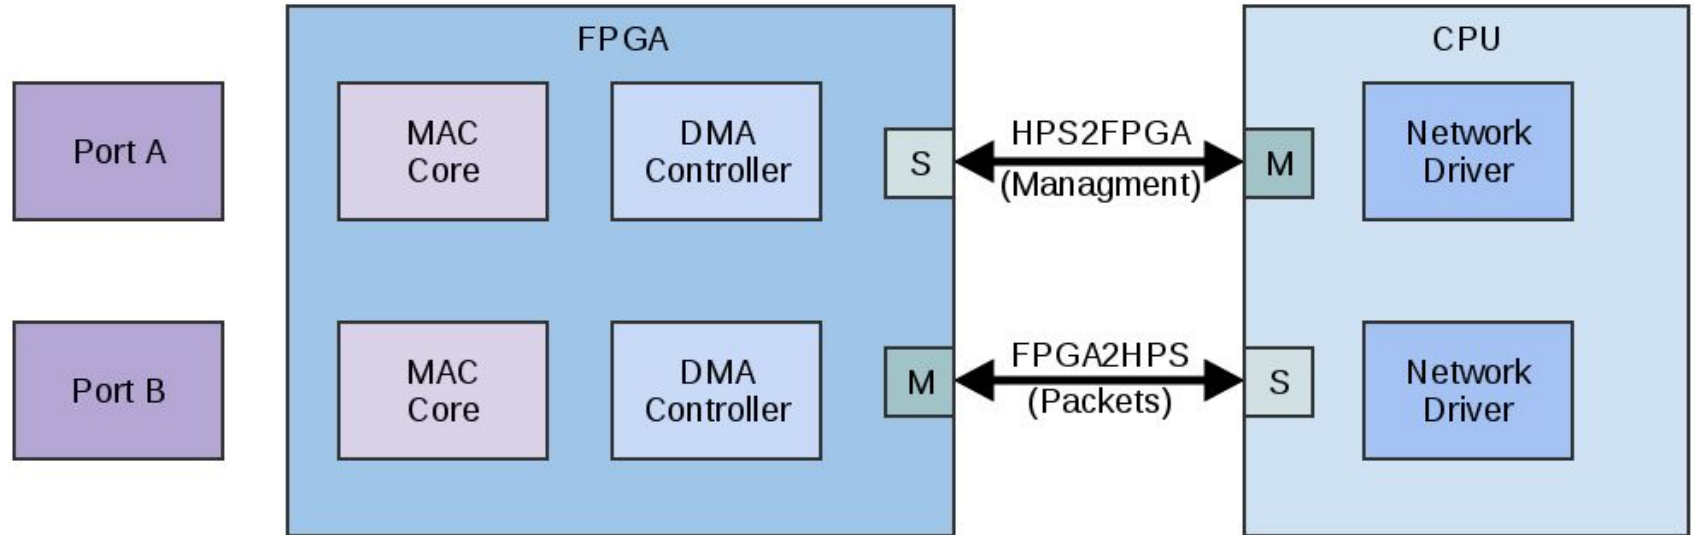 FPGA
CPU
Port A
MAC
Core
DMA
Controller
S
HPS2FPGA
(Managment)
M
Network
Driver
Port B
MAC
Core
DMA
Controller
M
FPGA2HPS
(Packets)
S
Network
Driver